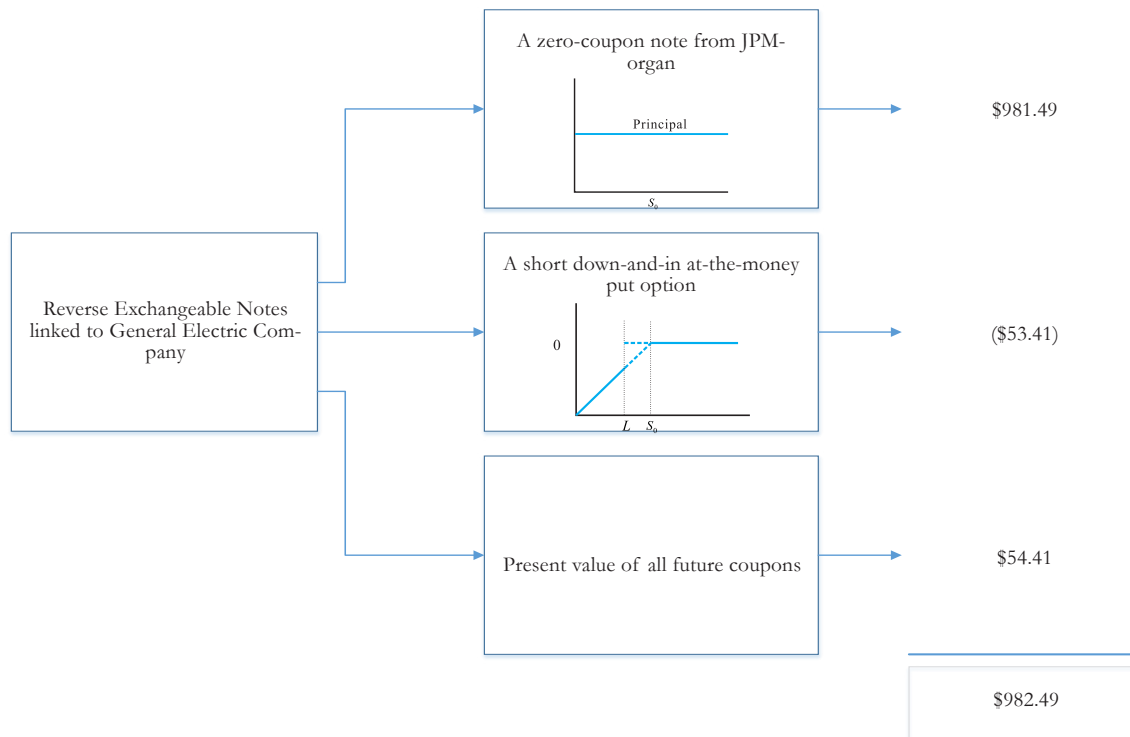 A zero-coupon note from JPM-
organ
Principal
S₀
$981.49
Reverse Exchangeable Notes
linked to General Electric Com-
pany
A short down-and-in at-the-money
put option
0
L S₀
($53.41)
Present value of all future coupons
$54.41
$982.49